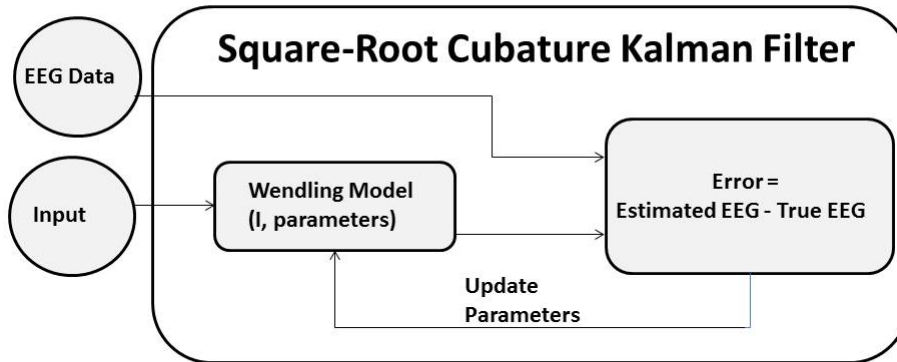 Square-Root Cubature Kalman Filter
EEG Data
Input
Wendling Model
(I, parameters)
Error =
Estimated EEG - True EEG
Update
Parameters